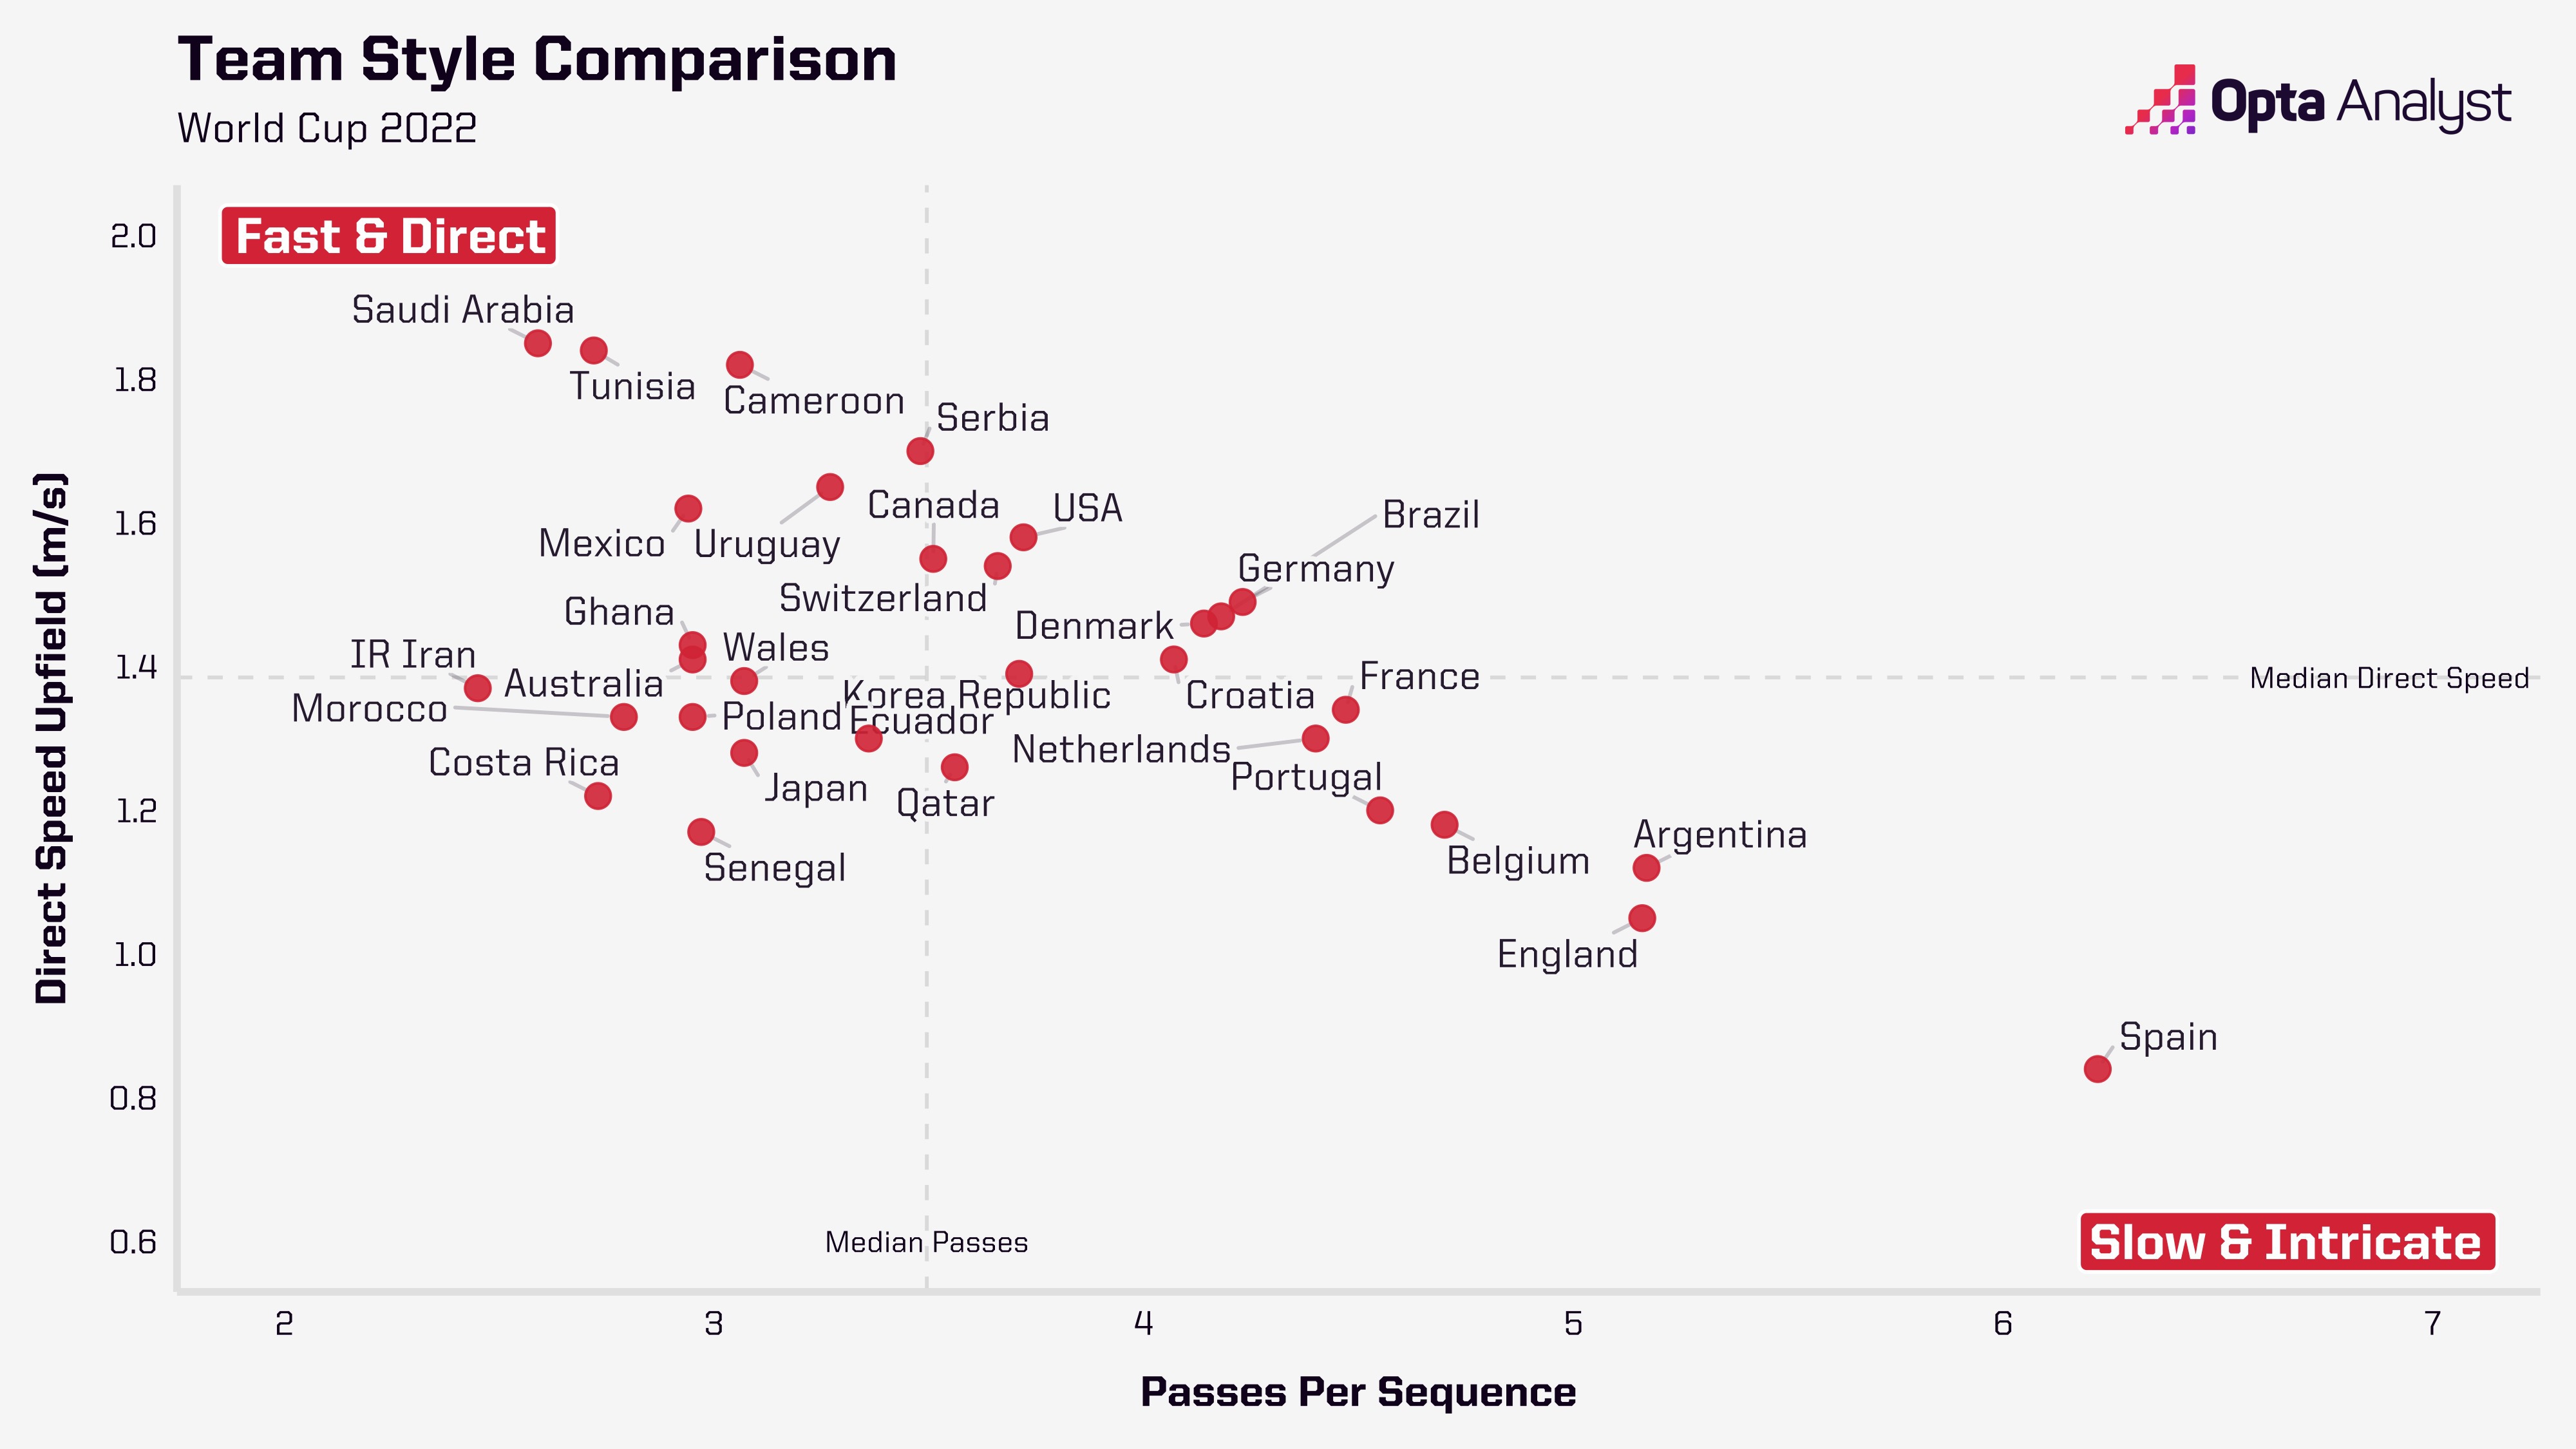 Team Style Comparison
World Cup 2022
Opta Analyst
Fast & Direct
2.0
1.8
1.6
1.4
1.2
1.0
0.8
0.6
Direct Speed Upfield (m/s)
Saudi Arabia
Tunisia
Cameroon
Serbia
Canada
USA
Brazil
Mexico
Uruguay
Germany
Switzerland
Ghana
Denmark
Wales
IR Iran
Australia
France
Median Direct Speed
Korea Republic
Croatia
Morocco
Poland
Ecuador
Netherlands
Costa Rica
Portugal
Japan
Qatar
Argentina
Belgium
Senegal
England
Spain
Median Passes
Slow & Intricate
2
3
4
5
6
7
Passes Per Sequence